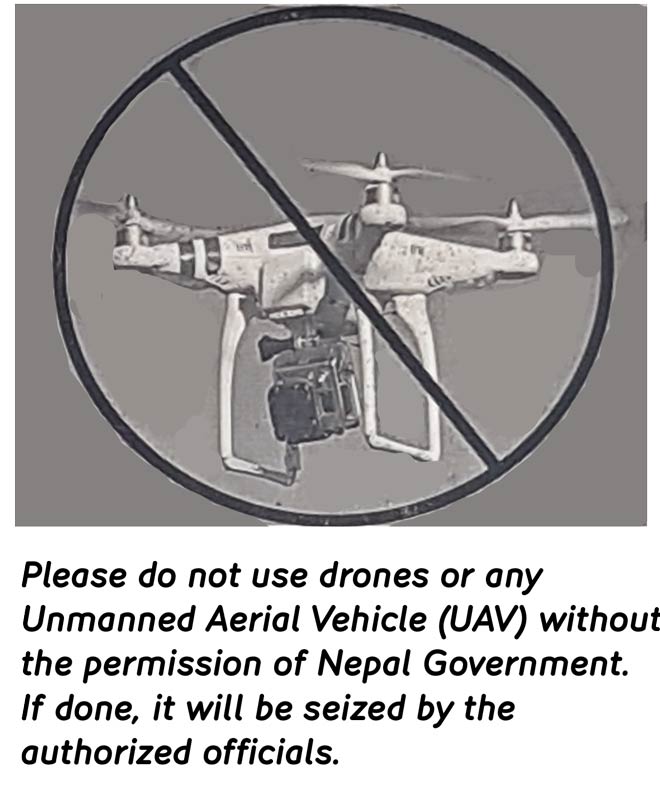 Please do not use drones or any
Unmanned Aerial Vehicle (UAV) without
the permission of Nepal Government.
If done, it will be seized by the
authorized officials.